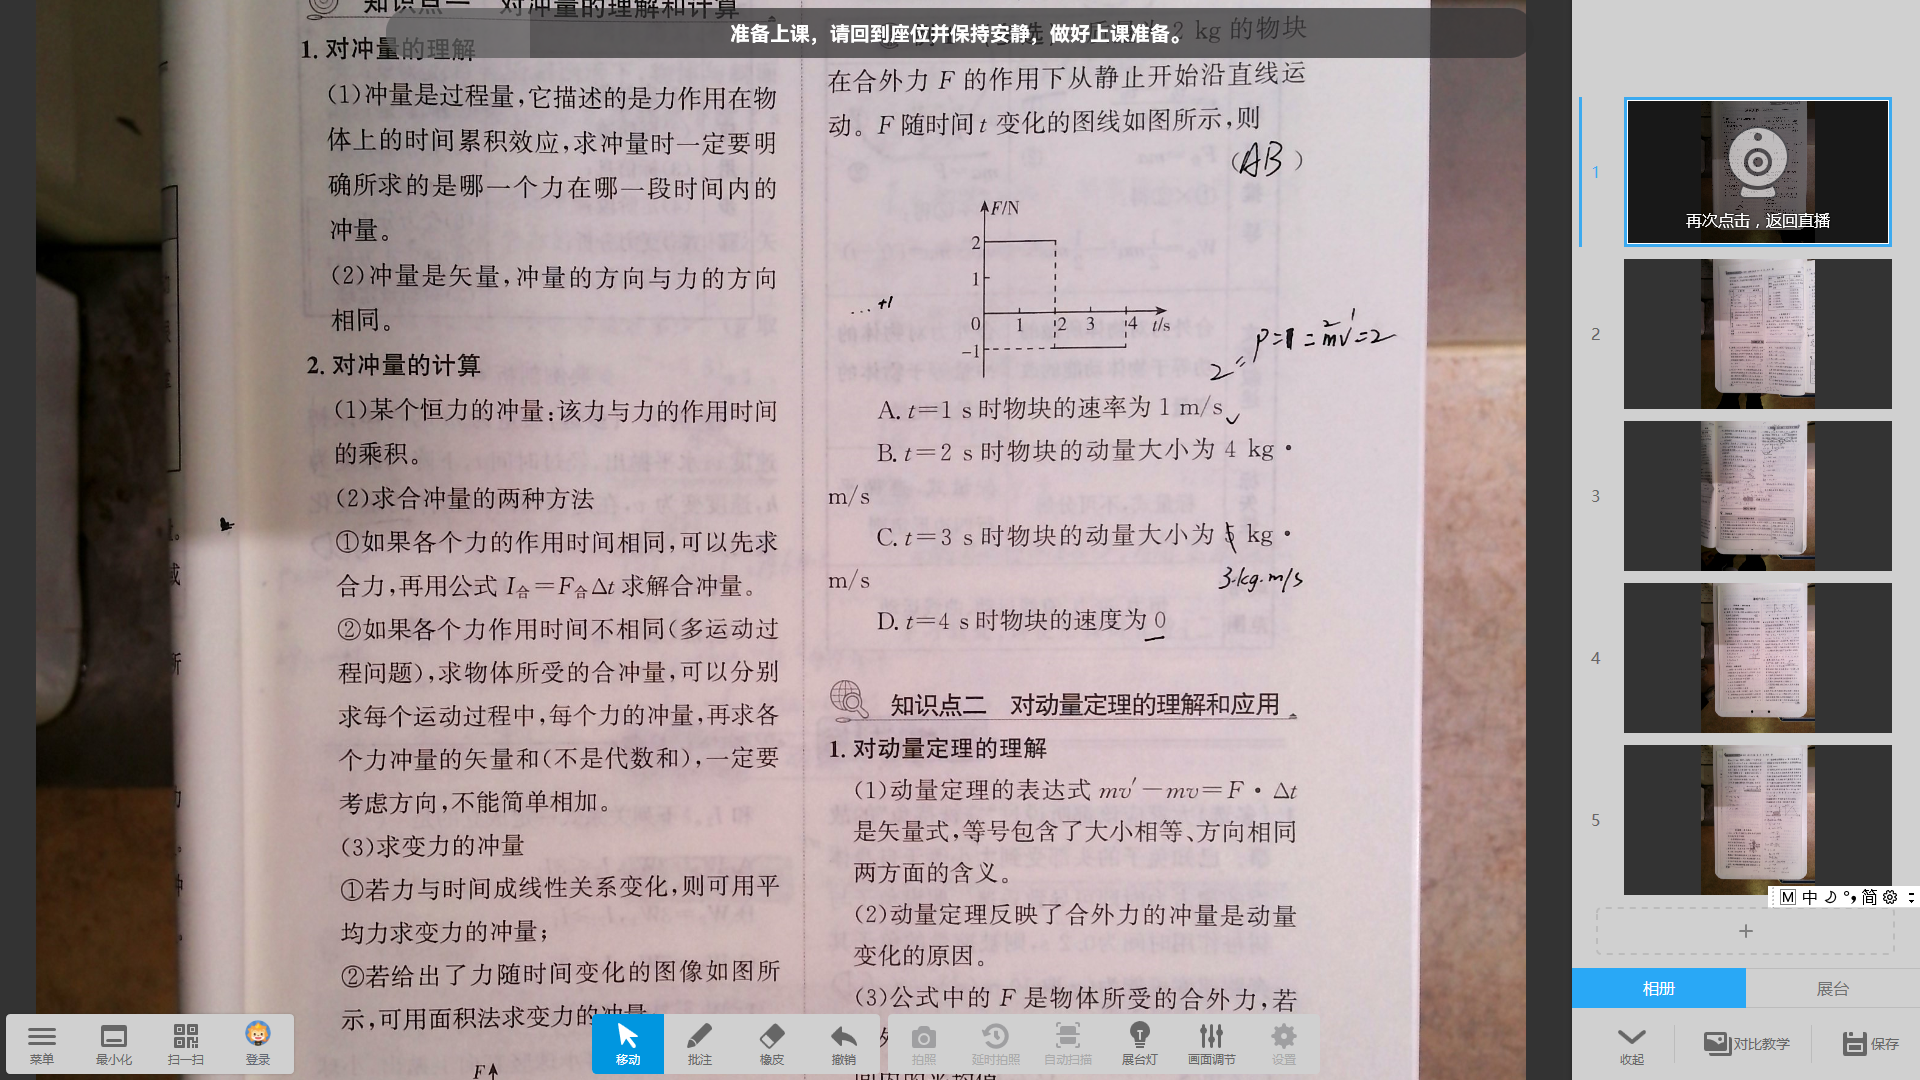 准备上课，请回到座位并保持安静，做好上课准备。
知识点一 对冲量的理解和计算
1. 对冲量的理解
(1)冲量是过程量,它描述的是力作用在物
体上的时间累积效应,求冲量时一定要明
确所求的是哪一个力在哪一段时间内的
冲量。
(2)冲量是矢量,冲量的方向与力的方向
相同。
2. 对冲量的计算
(1)某个恒力的冲量:该力与力的作用时间
的乘积。
(2)求合冲量的两种方法
①如果各个力的作用时间相同,可以先求
合力,再用公式 I合=F合Δt 求解合冲量。
②如果各个力作用时间不相同(多运动过
程问题),求物体所受的合冲量,可以分别
求每个运动过程中,每个力的冲量,再求各
个力冲量的矢量和(不是代数和),一定要
考虑方向,不能简单相加。
(3)求变力的冲量
①若力与时间成线性关系变化,则可用平
均力求变力的冲量;
②若给出了力随时间变化的图像如图所
示,可用面积法求变力的冲量
F
2 kg 的物块
在合外力 F 的作用下从静止开始沿直线运
动。F 随时间 t 变化的图线如图所示,则
(AB)
F/N
2
1
0 1 2 3 4 t/s
-1
…+1
P=1=mv'=2
2
2
A. t=1 s 时物块的速率为 1 m/s
B. t=2 s 时物块的动量大小为 4 kg·
m/s
C. t=3 s 时物块的动量大小为 5 kg·
m/s
3·kg·m/s
D. t=4 s 时物块的速度为 0
知识点二 对动量定理的理解和应用
1. 对动量定理的理解
(1)动量定理的表达式 mv′-mv=F·Δt
是矢量式,等号包含了大小相等、方向相同
两方面的含义。
(2)动量定理反映了合外力的冲量是动量
变化的原因。
(3)公式中的 F 是物体所受的合外力,若
1
再次点击，返回直播
2
3
4
5
M 中 简
+
相册
展台
收起
对比教学
保存
菜单
最小化
扫一扫
登录
移动
批注
橡皮
撤销
拍照
延时拍照
自动扫描
展台灯
画面调节
设置